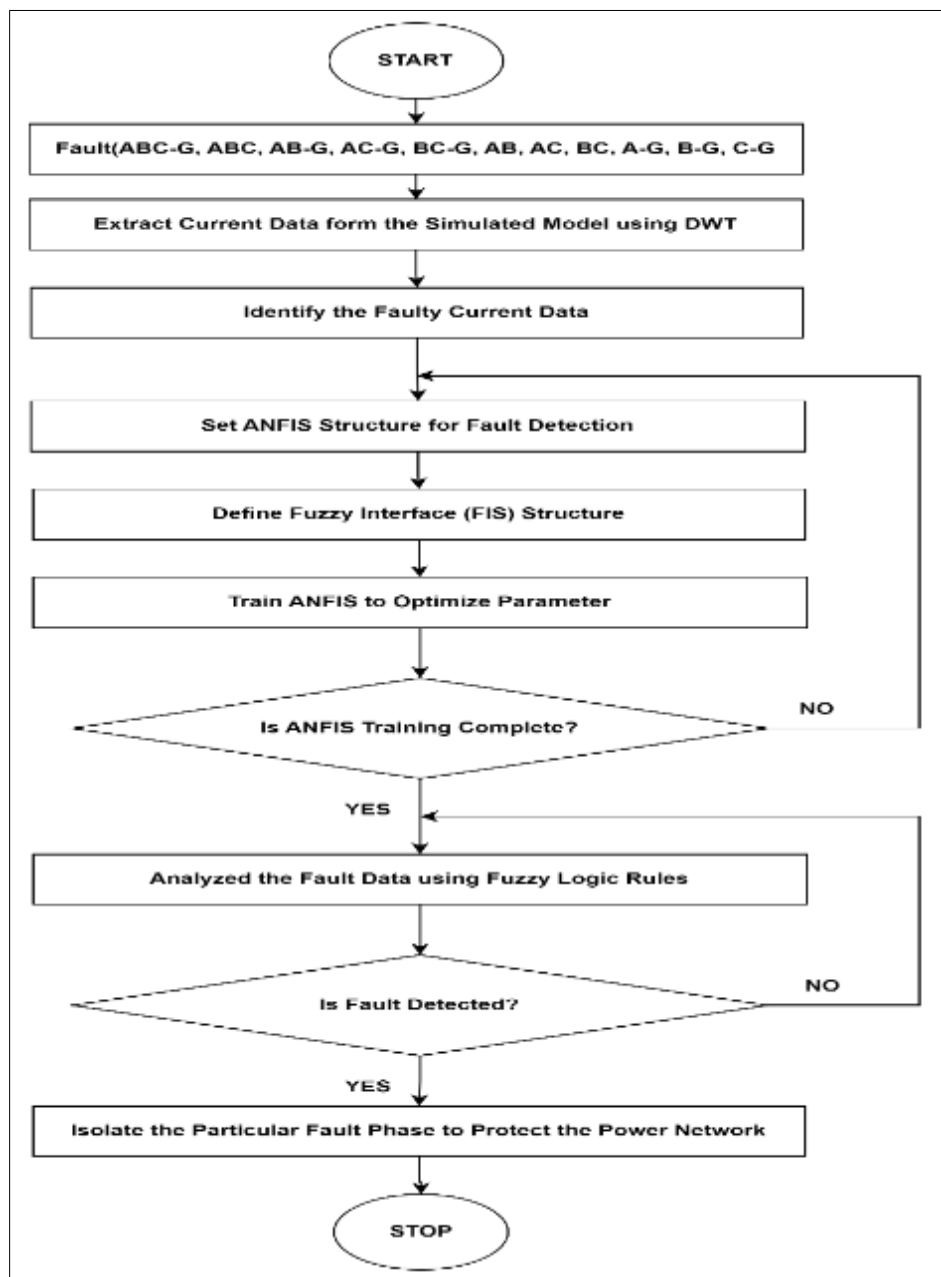 START
Fault(ABC-G, ABC, AB-G, AC-G, BC-G, AB, AC, BC, A-G, B-G, C-G
Extract Current Data form the Simulated Model using DWT
Identify the Faulty Current Data
Set ANFIS Structure for Fault Detection
Define Fuzzy Interface (FIS) Structure
Train ANFIS to Optimize Parameter
Is ANFIS Training Complete?
NO
YES
Analyzed the Fault Data using Fuzzy Logic Rules
Is Fault Detected?
NO
YES
Isolate the Particular Fault Phase to Protect the Power Network
STOP